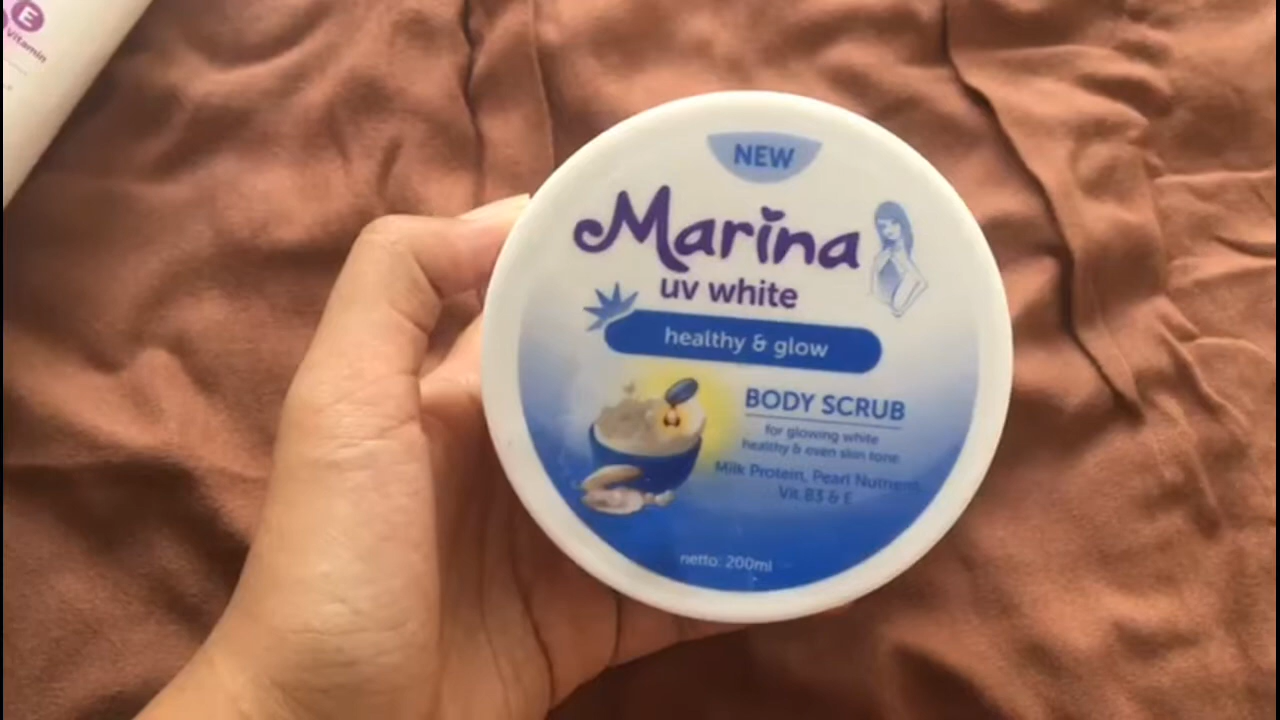 E
Vitamin
NEW
Marina
uv white
healthy & glow
BODY SCRUB
for glowing white
healthy & even skin tone
Milk Protein, Pearl Nutrient,
Vit B3 & E
netto: 200ml